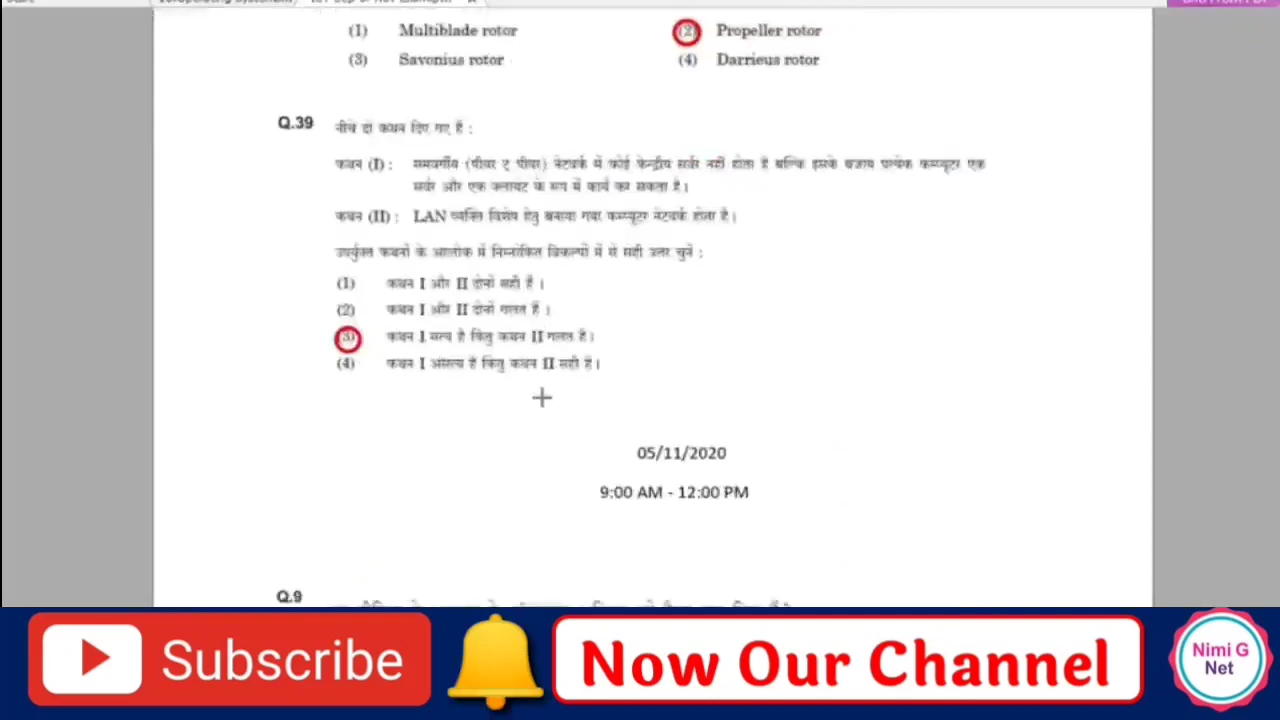 (1) Multiblade rotor (2) Propeller rotor
(3) Savonius rotor (4) Darrieus rotor
Q.39 नीचे दो कथन दिए गए हैं :
कथन (I) : समवर्गीय (पीयर टू पीयर) नेटवर्क में कोई केन्द्रीय सर्वर नहीं होता है बल्कि इसके बजाय प्रत्येक कम्प्यूटर एक
सर्वर और एक क्लायंट के रूप में कार्य कर सकता है।
कथन (II) : LAN व्यक्ति विशेष हेतु बनाया गया कम्प्यूटर नेटवर्क होता है।
उपर्युक्त कथनों के आलोक में निम्नांकित विकल्पों में से सही उत्तर चुनें :
(1) कथन I और II दोनों सही हैं ।
(2) कथन I और II दोनों गलत हैं ।
(3) कथन I सत्य है किंतु कथन II गलत है।
(4) कथन I असत्य है किंतु कथन II सही है।
05/11/2020
9:00 AM - 12:00 PM
Q.9
Subscribe
Now Our Channel
Nimi G
Net